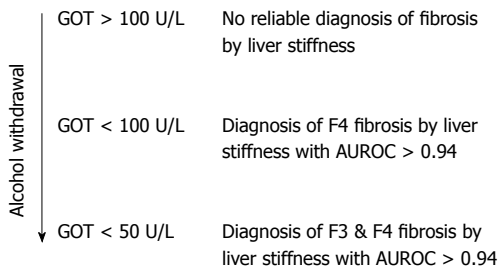 Alcohol withdrawal
GOT > 100 U/L No reliable diagnosis of fibrosis
by liver stiffness
GOT < 100 U/L Diagnosis of F4 fibrosis by liver
stiffness with AUROC > 0.94
GOT < 50 U/L Diagnosis of F3 & F4 fibrosis by
liver stiffness with AUROC > 0.94